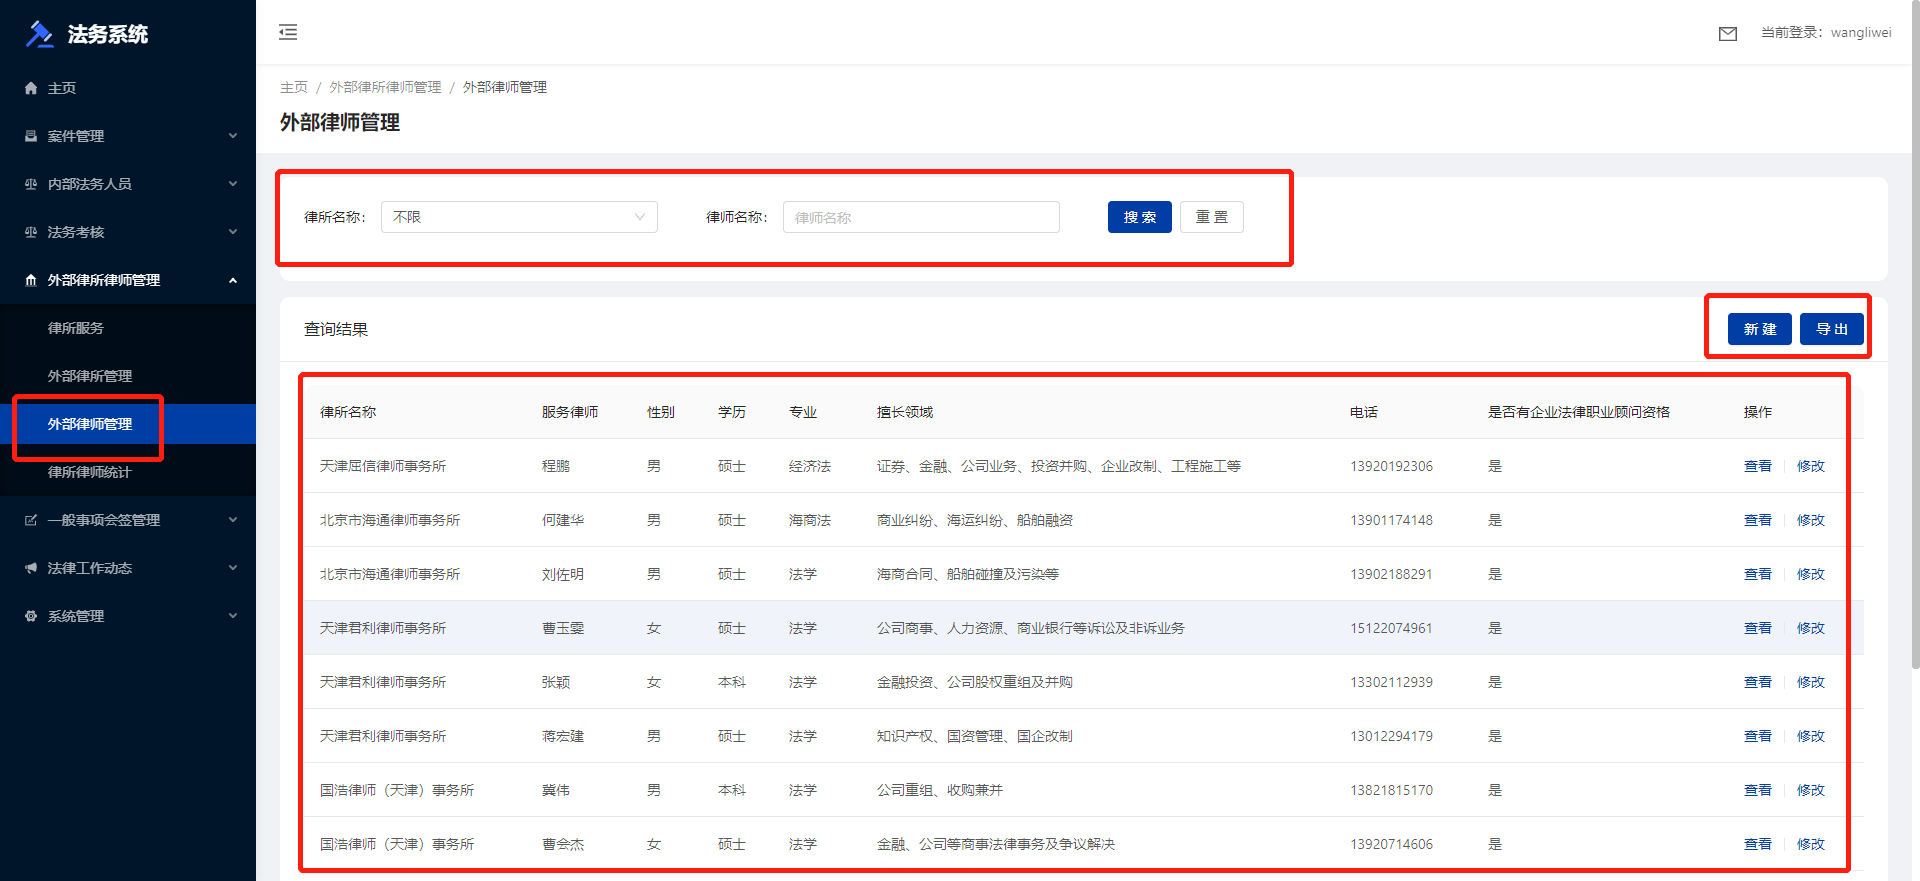 法务系统
当前登录：wangliwei
主页
案件管理
内部法务人员
法务考核
外部律所律师管理
律所服务
外部律所管理
外部律师管理
律所律师统计
一般事项会签管理
法律工作动态
系统管理
主页 / 外部律所律师管理 / 外部律师管理
外部律师管理
律所名称： 不限 律师名称： 律师名称 搜 索 重 置
查询结果 新 建 导 出
律所名称 服务律师 性别 学历 专业 擅长领域 电话 是否有企业法律职业顾问资格 操作
天津屈信律师事务所 程鹏 男 硕士 经济法 证券、金融、公司业务、投资并购、企业改制、工程施工等 13920192306 是 查看 修改
北京市海通律师事务所 何建华 男 硕士 海商法 商业纠纷、海运纠纷、船舶融资 13901174148 是 查看 修改
北京市海通律师事务所 刘佐明 男 硕士 法学 海商合同、船舶碰撞及污染等 13902188291 是 查看 修改
天津君利律师事务所 曹玉雯 女 硕士 法学 公司商事、人力资源、商业银行等诉讼及非诉业务 15122074961 是 查看 修改
天津君利律师事务所 张颖 女 本科 法学 金融投资、公司股权重组及并购 13302112939 是 查看 修改
天津君利律师事务所 蒋宏建 男 硕士 法学 知识产权、国资管理、国企改制 13012294179 是 查看 修改
国浩律师（天津）事务所 冀伟 男 本科 法学 公司重组、收购兼并 13821815170 是 查看 修改
国浩律师（天津）事务所 曹会杰 女 硕士 法学 金融、公司等商事法律事务及争议解决 13920714606 是 查看 修改